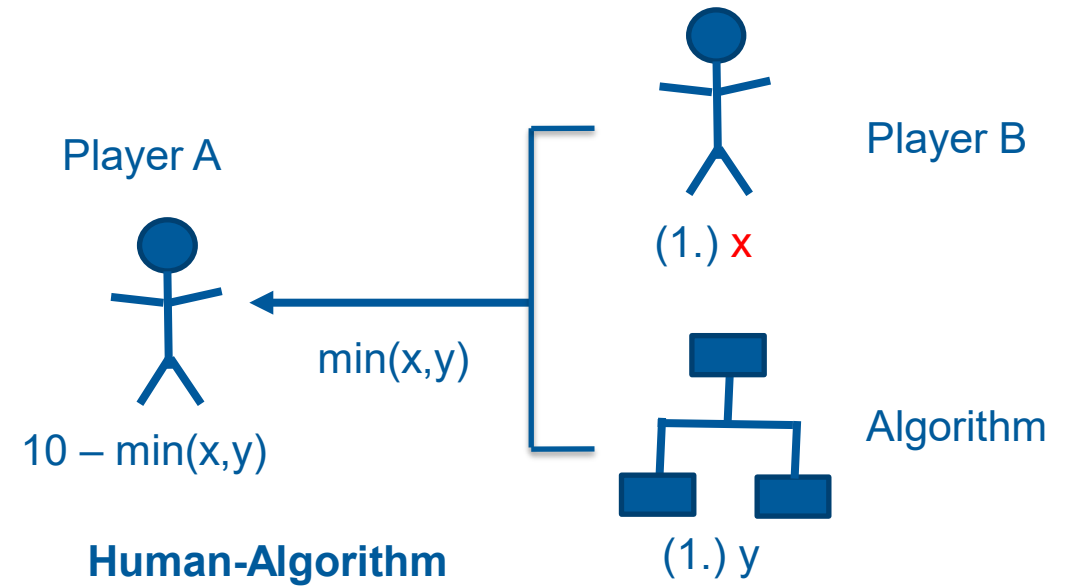 Player A
Player B
(1.) x
min(x,y)
10 – min(x,y)
Algorithm
(1.) y
Human-Algorithm